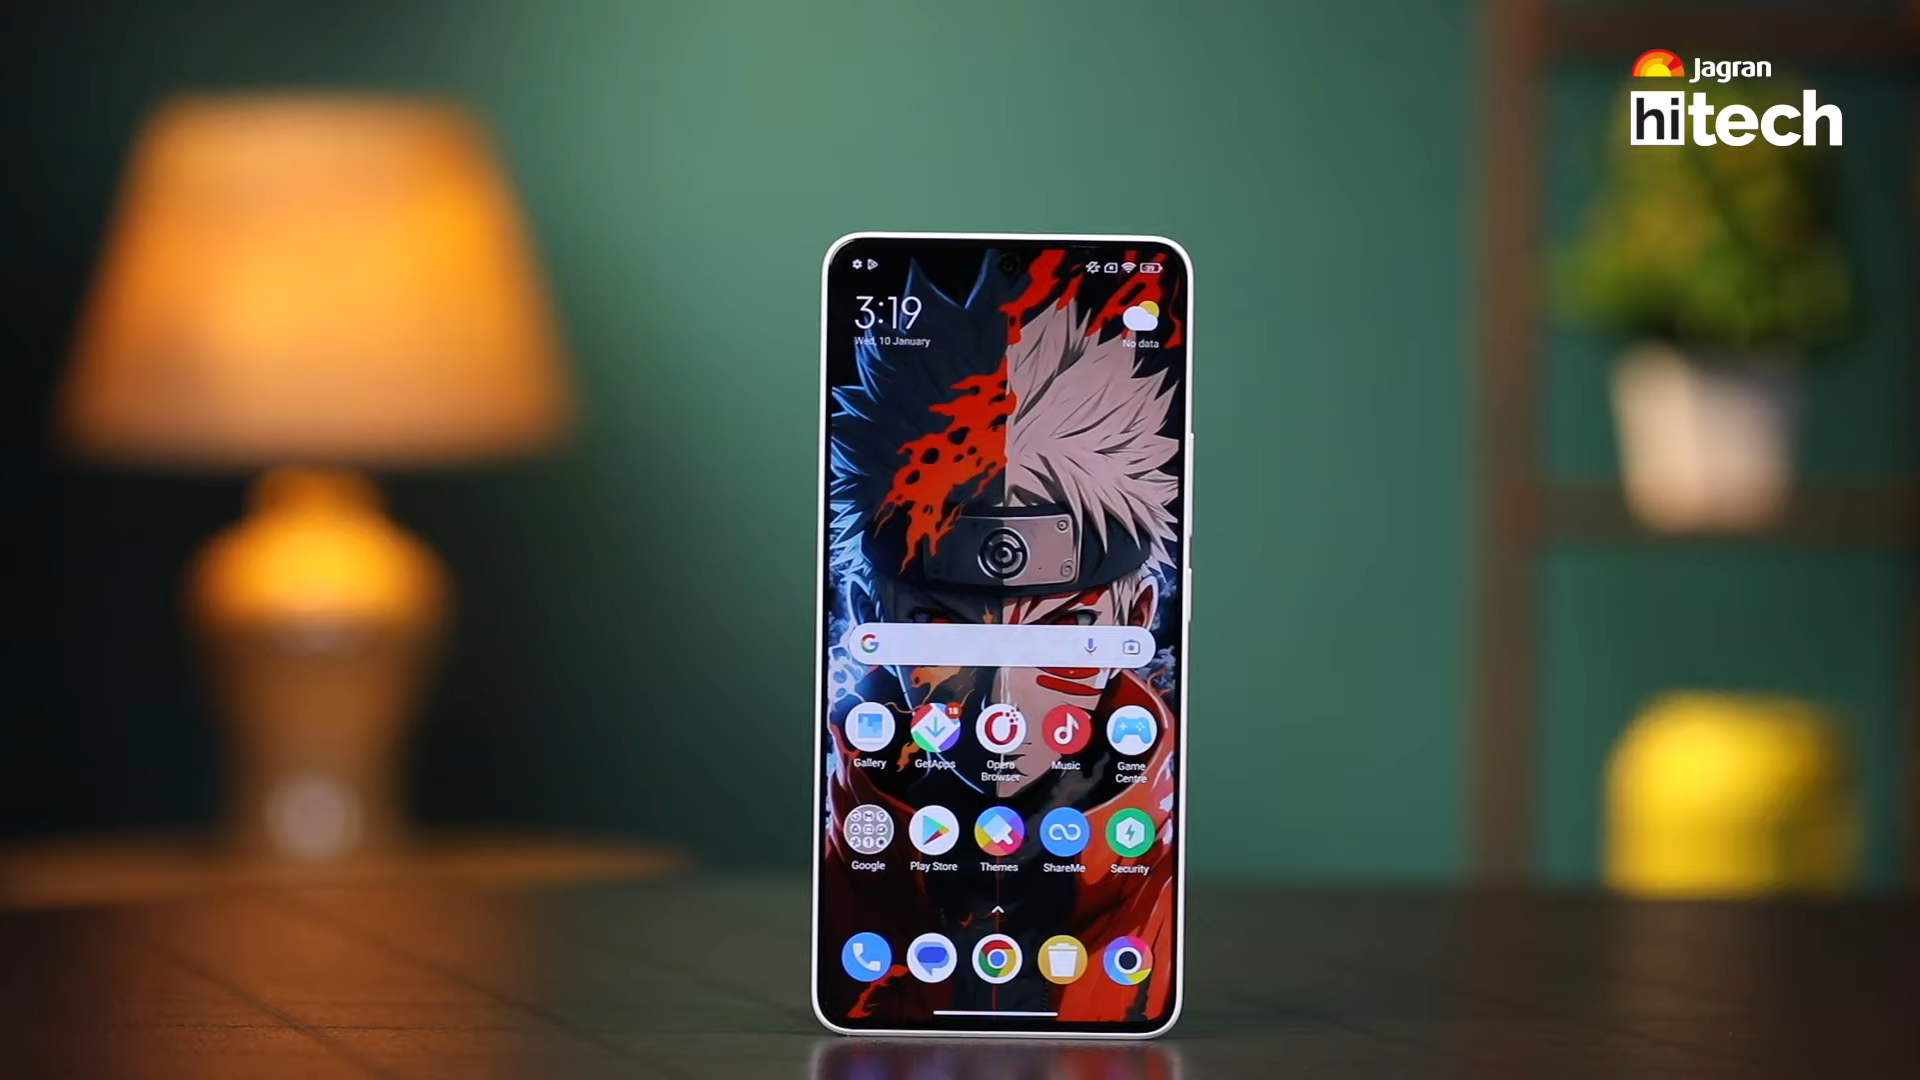 Jagran
hitech
3:19
Wed, 10 January
No data
Gallery
GetApps
18
Opera
Browser
Music
Game
Centre
Google
Play Store
Themes
ShareMe
Security